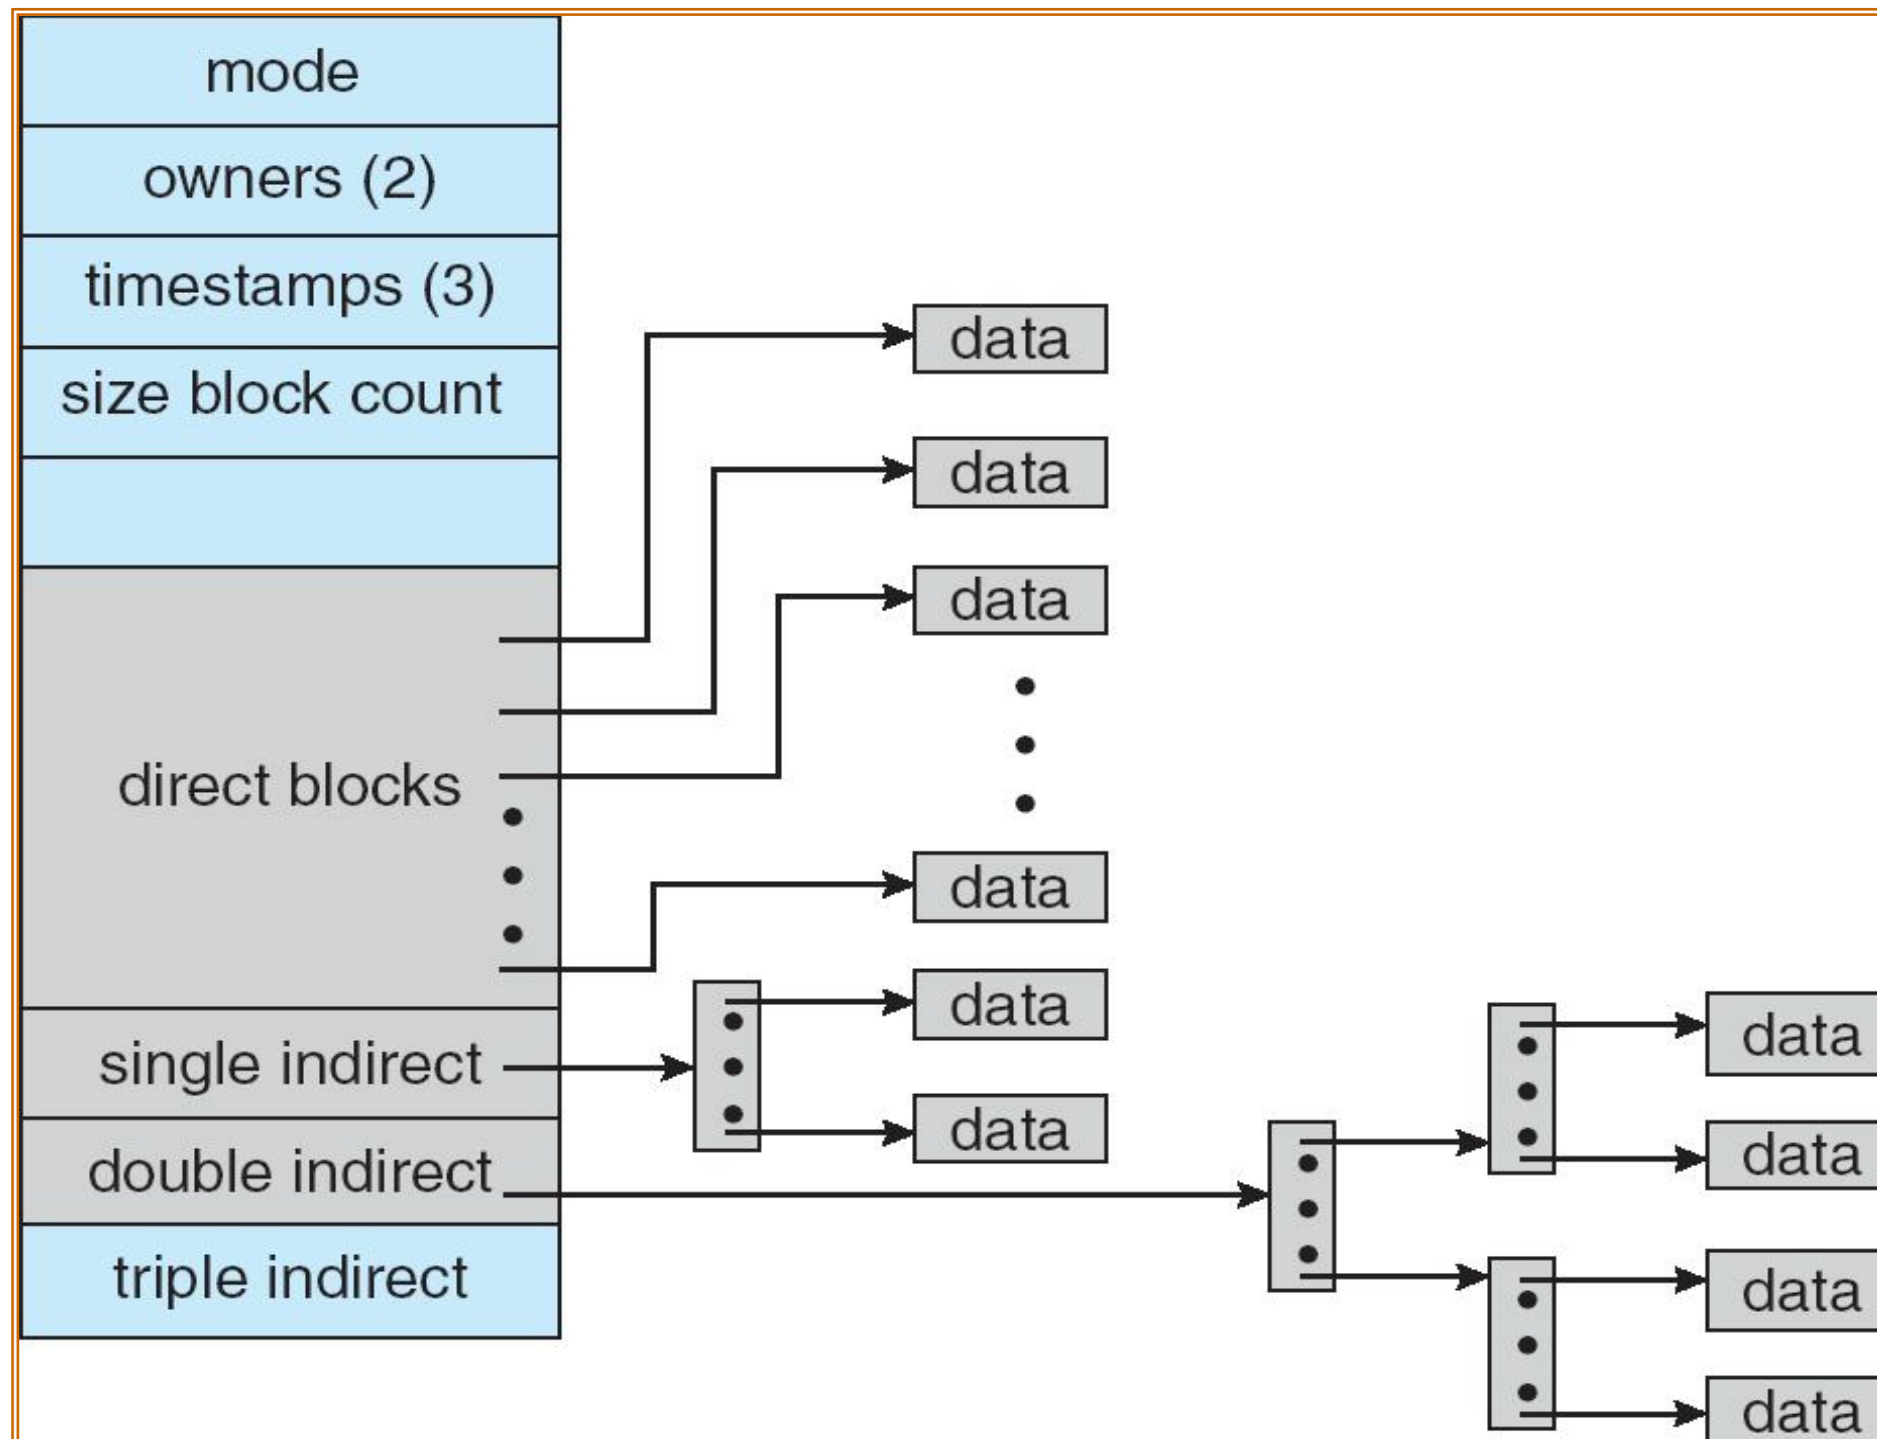 mode
owners (2)
timestamps (3)
size block count
direct blocks
single indirect
double indirect
triple indirect
data
data
data
data
data
data
data
data
data
data